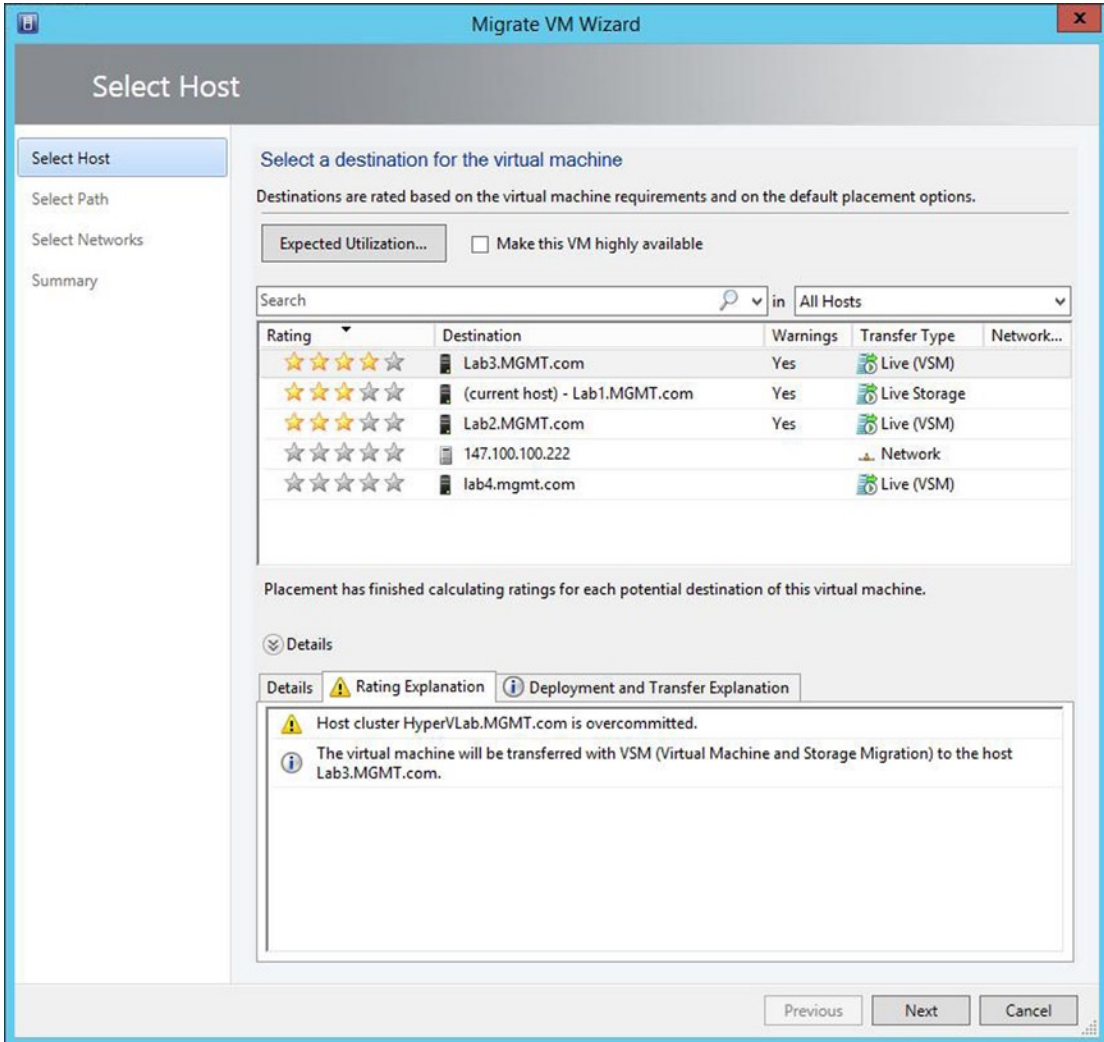 Migrate VM Wizard
x
Select Host
Select Host
Select Path
Select Networks
Summary
Select a destination for the virtual machine
Destinations are rated based on the virtual machine requirements and on the default placement options.
Expected Utilization... Make this VM highly available
Search in All Hosts
Rating Destination Warnings Transfer Type Network...
Lab3.MGMT.com Yes Live (VSM)
(current host) - Lab1.MGMT.com Yes Live Storage
Lab2.MGMT.com Yes Live (VSM)
147.100.100.222 Network
lab4.mgmt.com Live (VSM)
Placement has finished calculating ratings for each potential destination of this virtual machine.
Details
Details Rating Explanation Deployment and Transfer Explanation
Host cluster HyperVLab.MGMT.com is overcommitted.
The virtual machine will be transferred with VSM (Virtual Machine and Storage Migration) to the host
Lab3.MGMT.com.
Previous Next Cancel